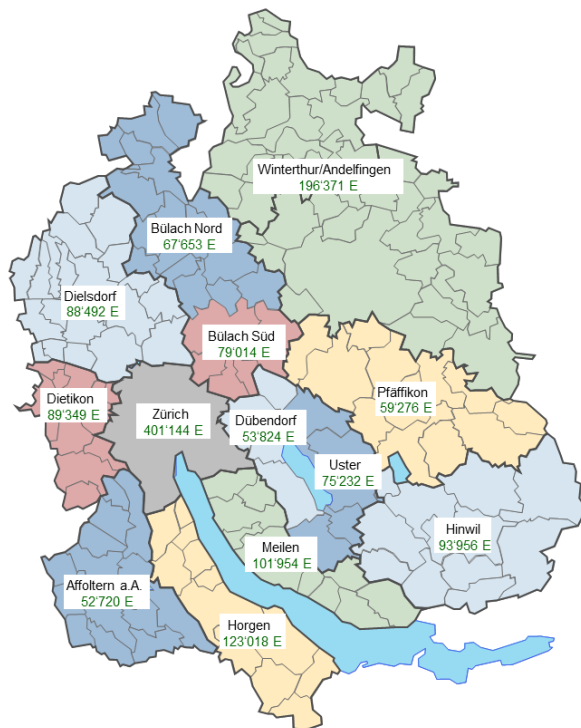 Winterthur/Andelfingen
196'371 E
Bülach Nord
67'653 E
Dielsdorf
88'492 E
Bülach Süd
79'014 E
Dietikon
89'349 E
Zürich
401'144 E
Pfäffikon
59'276 E
Dübendorf
53'824 E
Uster
75'232 E
Hinwil
93'956 E
Meilen
101'954 E
Affoltern a.A.
52'720 E
Horgen
123'018 E